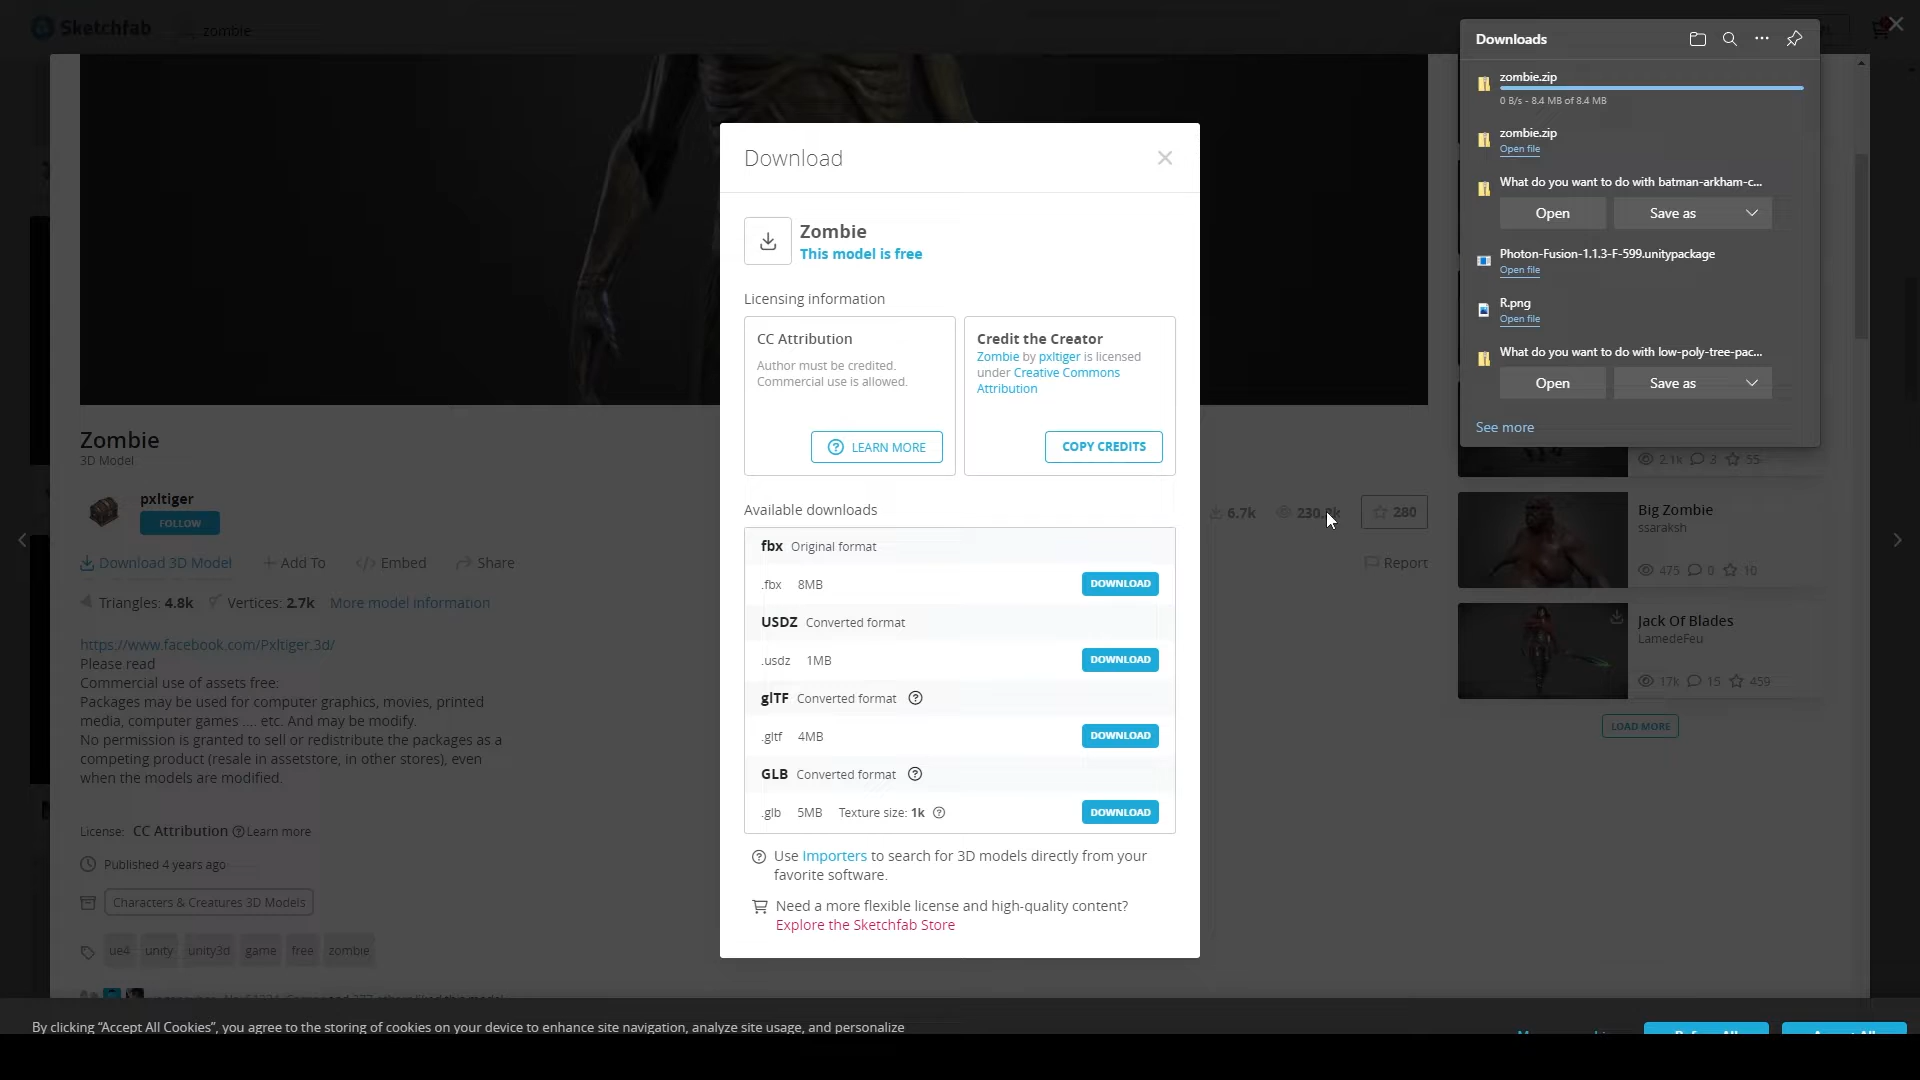 Sketchfab
zombie
Downloads
zombie.zip
0 B/s - 8.4 MB of 8.4 MB
zombie.zip
Open file
What do you want to do with batman-arkham-c...
Open
Save as
Photon-Fusion-1.1.3-F-599.unitypackage
Open file
R.png
Open file
What do you want to do with low-poly-tree-pac...
Open
Save as
See more
Download
Zombie
This model is free
Licensing information
CC Attribution
Author must be credited.
Commercial use is allowed.
LEARN MORE
Credit the Creator
Zombie by pxltiger is licensed
under Creative Commons
Attribution
COPY CREDITS
Available downloads
fbx Original format
.fbx 8MB
DOWNLOAD
USDZ Converted format
.usdz 1MB
DOWNLOAD
glTF Converted format
.gltf 4MB
DOWNLOAD
GLB Converted format
.glb 5MB Texture size: 1k
DOWNLOAD
Use Importers to search for 3D models directly from your
favorite software.
Need a more flexible license and high-quality content?
Explore the Sketchfab Store
Zombie
3D Model
pxltiger
FOLLOW
6.7k
280
Download 3D Model
Add To
Embed
Share
Report
Triangles: 4.8k
Vertices: 2.7k
More model information
https://www.facebook.com/Pxltiger.3d/
Please read
Commercial use of assets free:
Packages may be used for computer graphics, movies, printed
media, computer games .... etc. And may be modify.
No permission is granted to sell or redistribute the packages as a
competing product (resale in assetstore, in other stores), even
when the models are modified.
License: CC Attribution Learn more
Published 4 years ago
Characters & Creatures 3D Models
ue4 unity unity3d game free zombie
2.1k 3 55
Big Zombie
ssaraksh
475 0 10
Jack Of Blades
LamedeFeu
17k 15 459
LOAD MORE
By clicking “Accept All Cookies”, you agree to the storing of cookies on your device to enhance site navigation, analyze site usage, and personalize